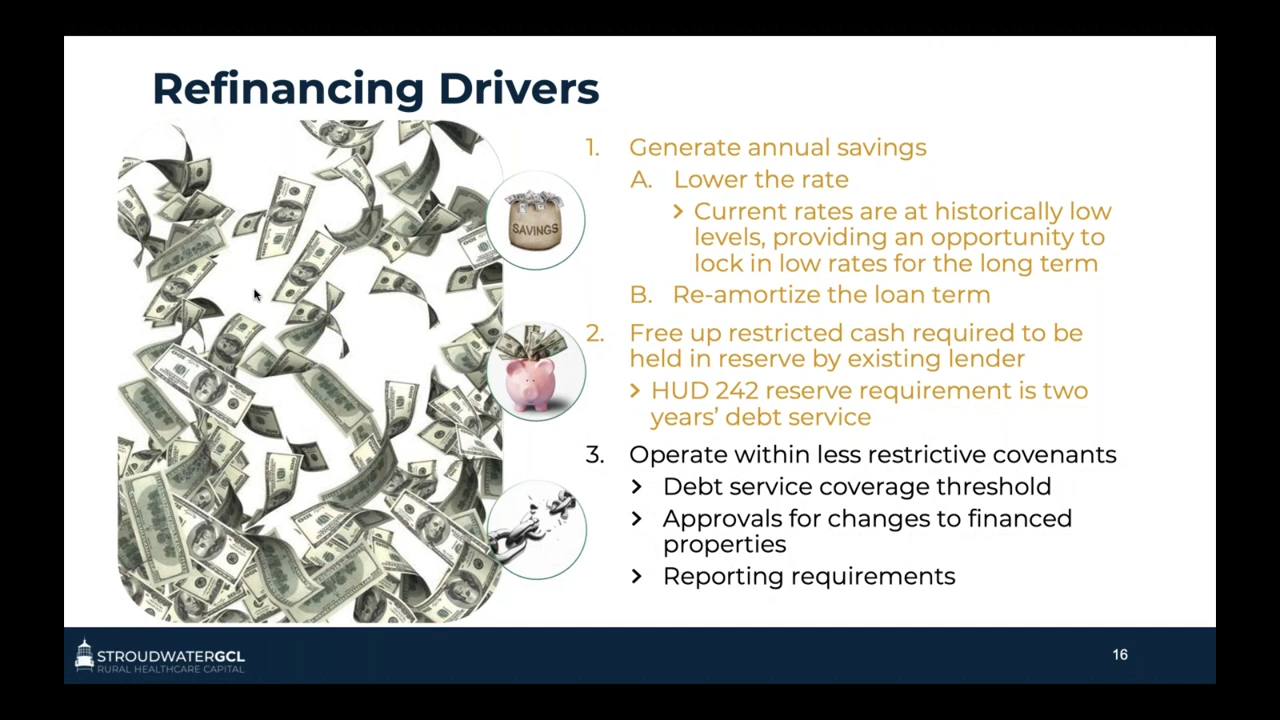 Refinancing Drivers
SAVINGS
1. Generate annual savings
A. Lower the rate
> Current rates are at historically low
levels, providing an opportunity to
lock in low rates for the long term
B. Re-amortize the loan term
2. Free up restricted cash required to be
held in reserve by existing lender
> HUD 242 reserve requirement is two
years’ debt service
3. Operate within less restrictive covenants
> Debt service coverage threshold
> Approvals for changes to financed
properties
> Reporting requirements
STROUDWATERGCL
RURAL HEALTHCARE CAPITAL
16